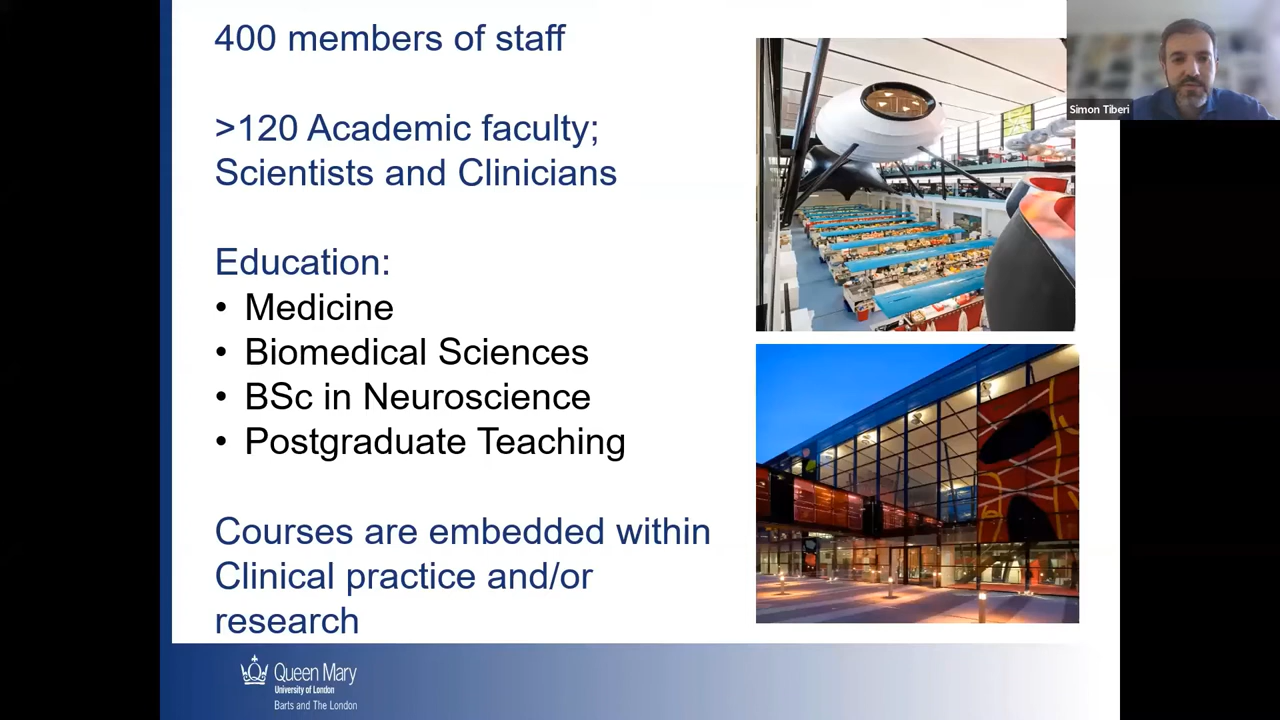 400 members of staff
>120 Academic faculty;
Scientists and Clinicians
Education:
• Medicine
• Biomedical Sciences
• BSc in Neuroscience
• Postgraduate Teaching
Courses are embedded within
Clinical practice and/or
research
Queen Mary
University of London
Barts and The London
Simon Tiberi